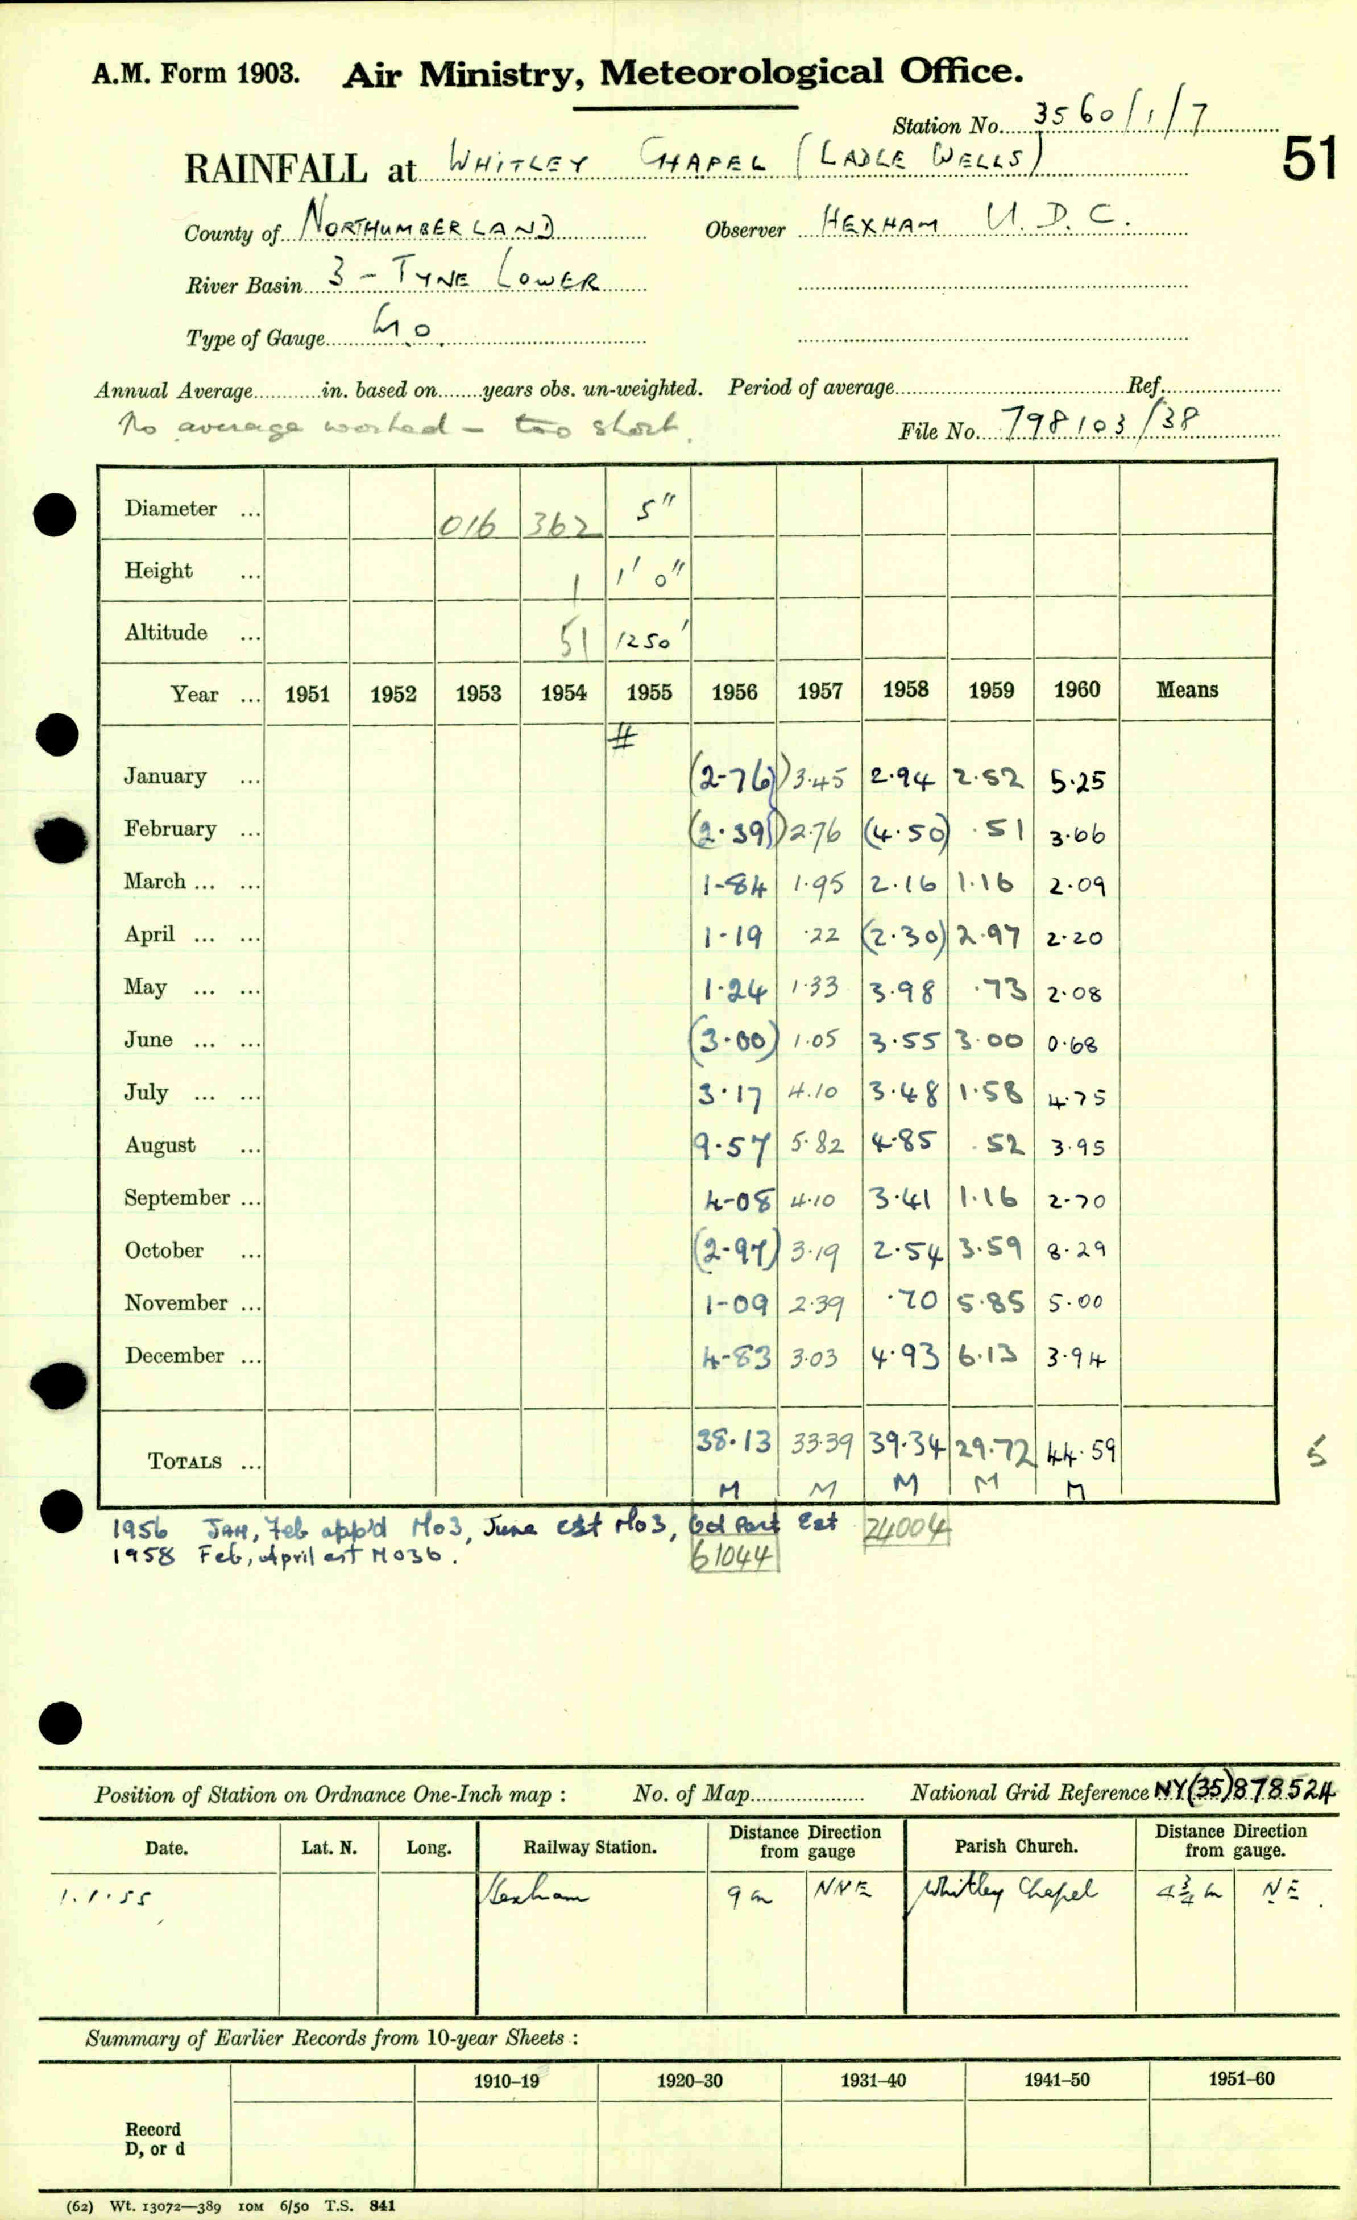 A.M. Form 1903. Air Ministry, Meteorological Office.
Station No. 3560/1/7
RAINFALL at WHITLEY CHAPEL (LADLE WELLS) 51
County of NORTHUMBERLAND Observer HEXHAM U.D.C.
River Basin 3 - TYNE LOWER
Type of Gauge M.O.
Annual Average in. based on years obs. un-weighted. Period of average Ref.
No average worked - too short. File No. 798103/38
Diameter ... 016 362 5"
Height ... 1 1' 0"
Altitude ... 51 1250'
Year ... 1951 1952 1953 1954 1955 1956 1957 1958 1959 1960 Means
#
January ... (2-76) 3.45 2.94 2.52 5.25
February ... (2.39) 2.76 (4.50) .51 3.66
March ... ... 1-84 1.95 2.16 1.16 2.09
April ... ... 1-19 .22 (2.30) 2.97 2.20
May ... ... 1.24 1.33 3.98 .73 2.08
June ... ... (3.00) 1.05 3.55 3.00 0.68
July ... ... 3.17 4.10 3.48 1.58 4.75
August ... 9.57 5.82 4.85 .52 3.95
September ... 4-08 4.10 3.41 1.16 2.70
October ... (2-97) 3.19 2.54 3.59 8.29
November ... 1-09 2.39 .70 5.85 5.00
December ... 4-83 3.03 4.93 6.13 3.94
TOTALS ... 38.13 33.39 39.34 29.72 44.59 5
M M M M M
1956 JAN, Feb app'd Mo3, June est Mo3, Oct Part Est 24004
1958 Feb, April est M03b. 61044
Position of Station on Ordnance One-Inch map : No. of Map National Grid Reference NY(35)878524
Date. Lat. N. Long. Railway Station. Distance from gauge Direction Parish Church. Distance from gauge. Direction
1.1.55 Hexham 9 m NNE Whitley Chapel 4¾ m NE
Summary of Earlier Records from 10-year Sheets :
1910–19 1920–30 1931–40 1941–50 1951–60
Record
D, or d
(62) Wt. 13072—389 10M 6/50 T.S. 841